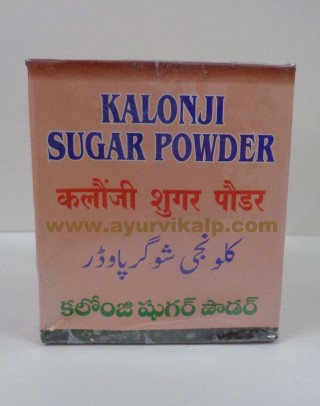 KALONJI
SUGAR POWDER
कलौंजी शुगर पौडर
www.ayurvikalp.com
کلونجی شوگر پاوڈر
కలోంజి షుగర్ పౌడర్